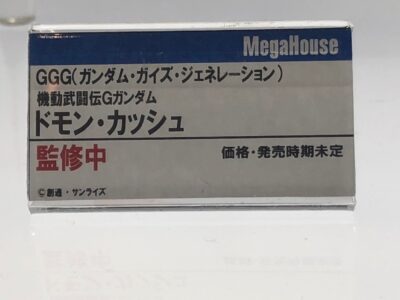 MegaHouse
GGG(ガンダム・ガイズ・ジェネレーション)
機動武闘伝Gガンダム
ドモン・カッシュ
監修中
価格・発売時期未定
©創通・サンライズ